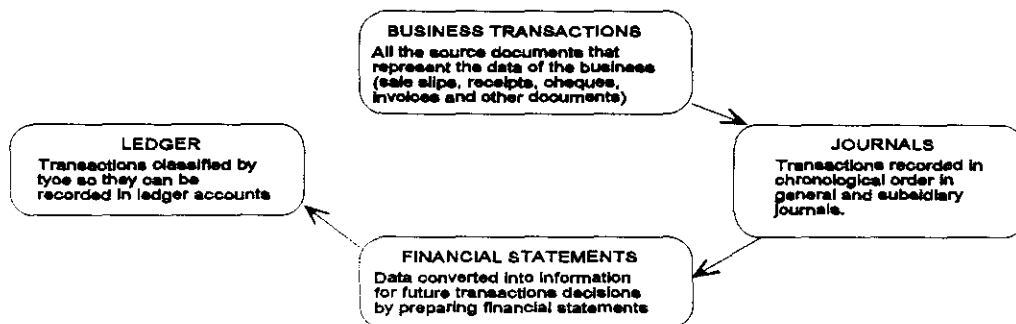 BUSINESS TRANSACTIONS
All the source documents that
represent the data of the business
(sale slips, receipts, cheques,
invoices and other documents)
LEDGER
Transactions classified by
tyoe so they can be
recorded in ledger accounts
JOURNALS
Transactions recorded in
chronological order in
general and subsidiary
journals.
FINANCIAL STATEMENTS
Data converted into information
for future transactions decisions
by preparing financial statements